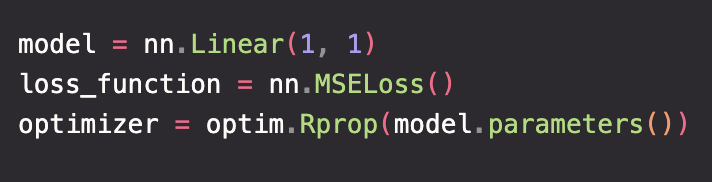 model = nn.Linear(1, 1)
loss_function = nn.MSELoss()
optimizer = optim.Rprop(model.parameters())